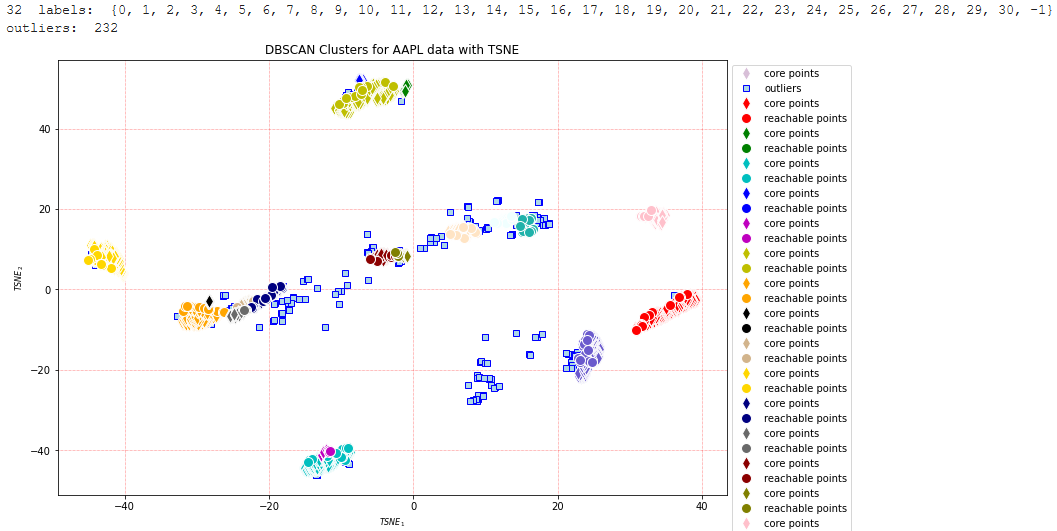 32 labels: {0, 1, 2, 3, 4, 5, 6, 7, 8, 9, 10, 11, 12, 13, 14, 15, 16, 17, 18, 19, 20, 21, 22, 23, 24, 25, 26, 27, 28, 29, 30, -1}
outliers: 232
DBSCAN Clusters for AAPL data with TSNE
40
20
0
−20
−40
TSNE₂
−40
−20
0
20
40
TSNE₁
core points
outliers
core points
reachable points
core points
reachable points
core points
reachable points
core points
reachable points
core points
reachable points
core points
reachable points
core points
reachable points
core points
reachable points
core points
reachable points
core points
reachable points
core points
reachable points
core points
reachable points
core points
reachable points
core points
reachable points
core points